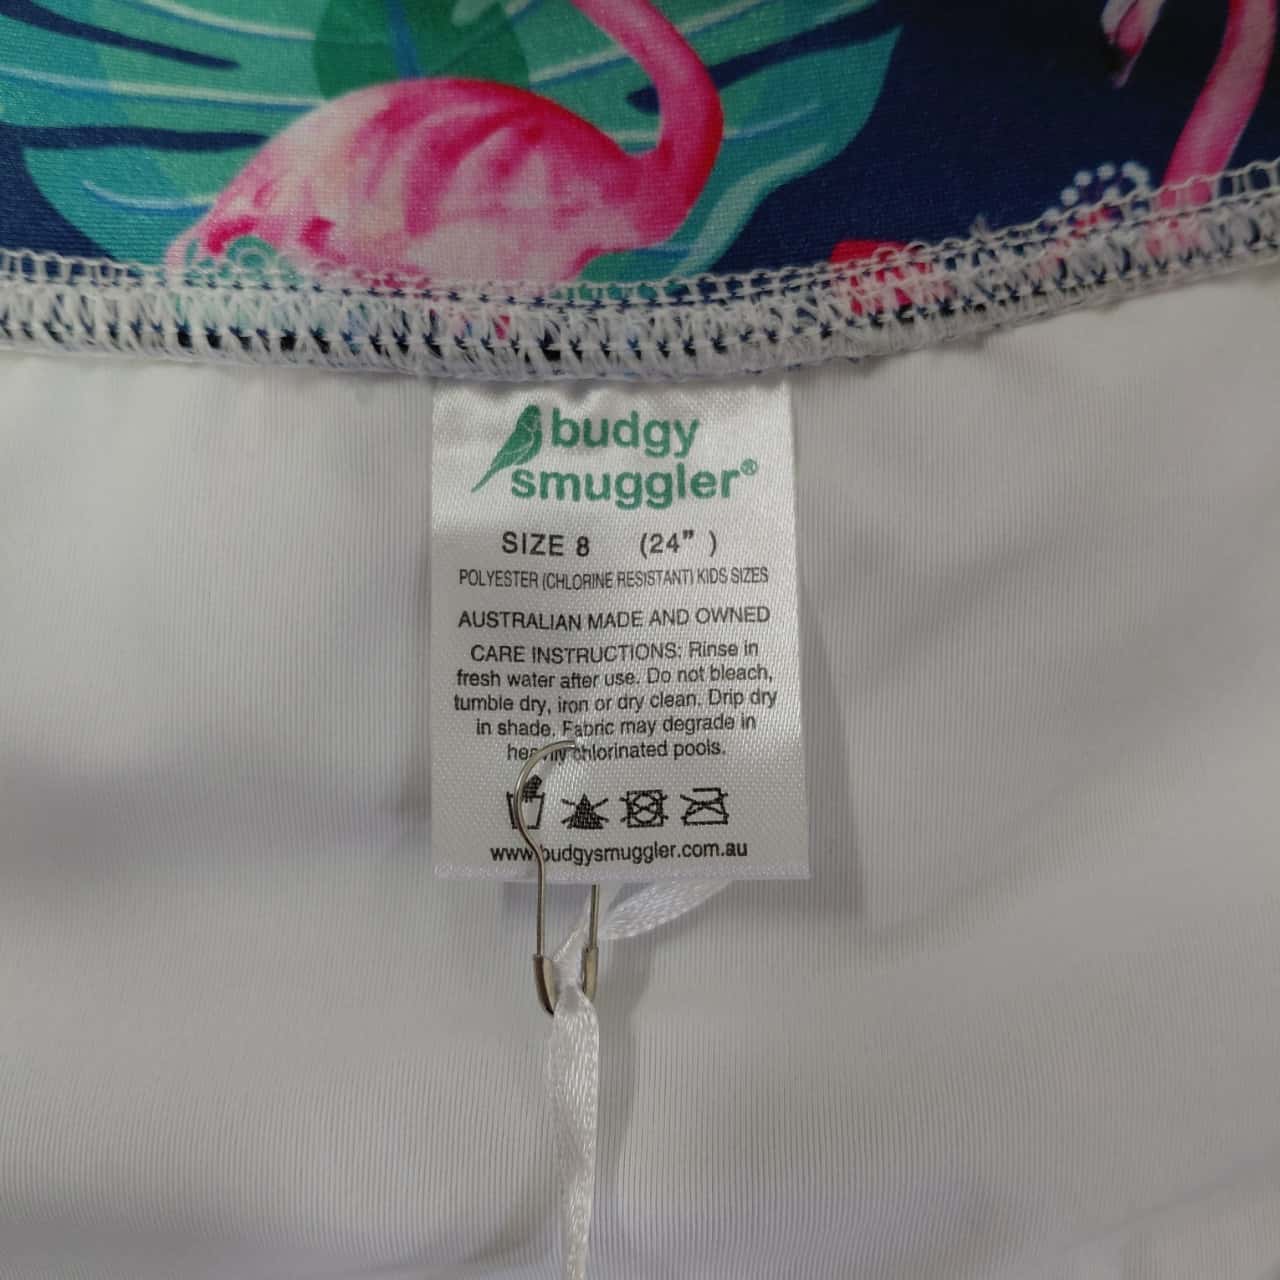 budgy
smuggler®
SIZE 8 (24" )
POLYESTER (CHLORINE RESISTANT) KIDS SIZES
AUSTRALIAN MADE AND OWNED
CARE INSTRUCTIONS: Rinse in
fresh water after use. Do not bleach,
tumble dry, iron or dry clean. Drip dry
in shade. Fabric may degrade in
heavily chlorinated pools.
www.budgysmuggler.com.au